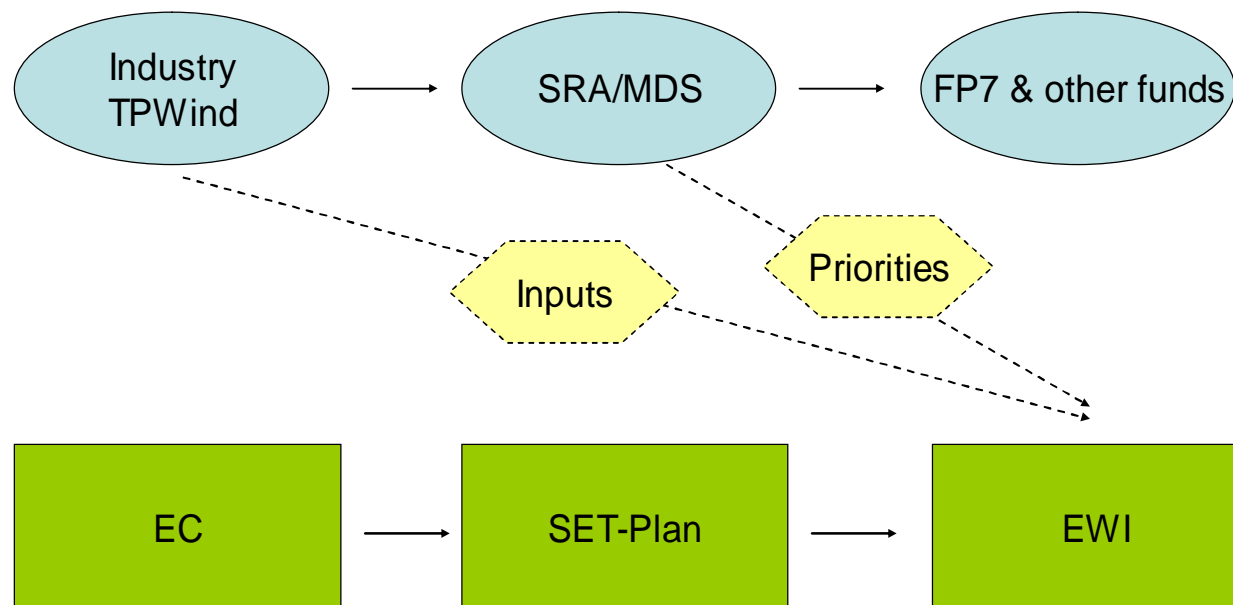 Industry
TPWind
SRA/MDS
FP7 & other funds
Priorities
Inputs
EC
SET-Plan
EWI